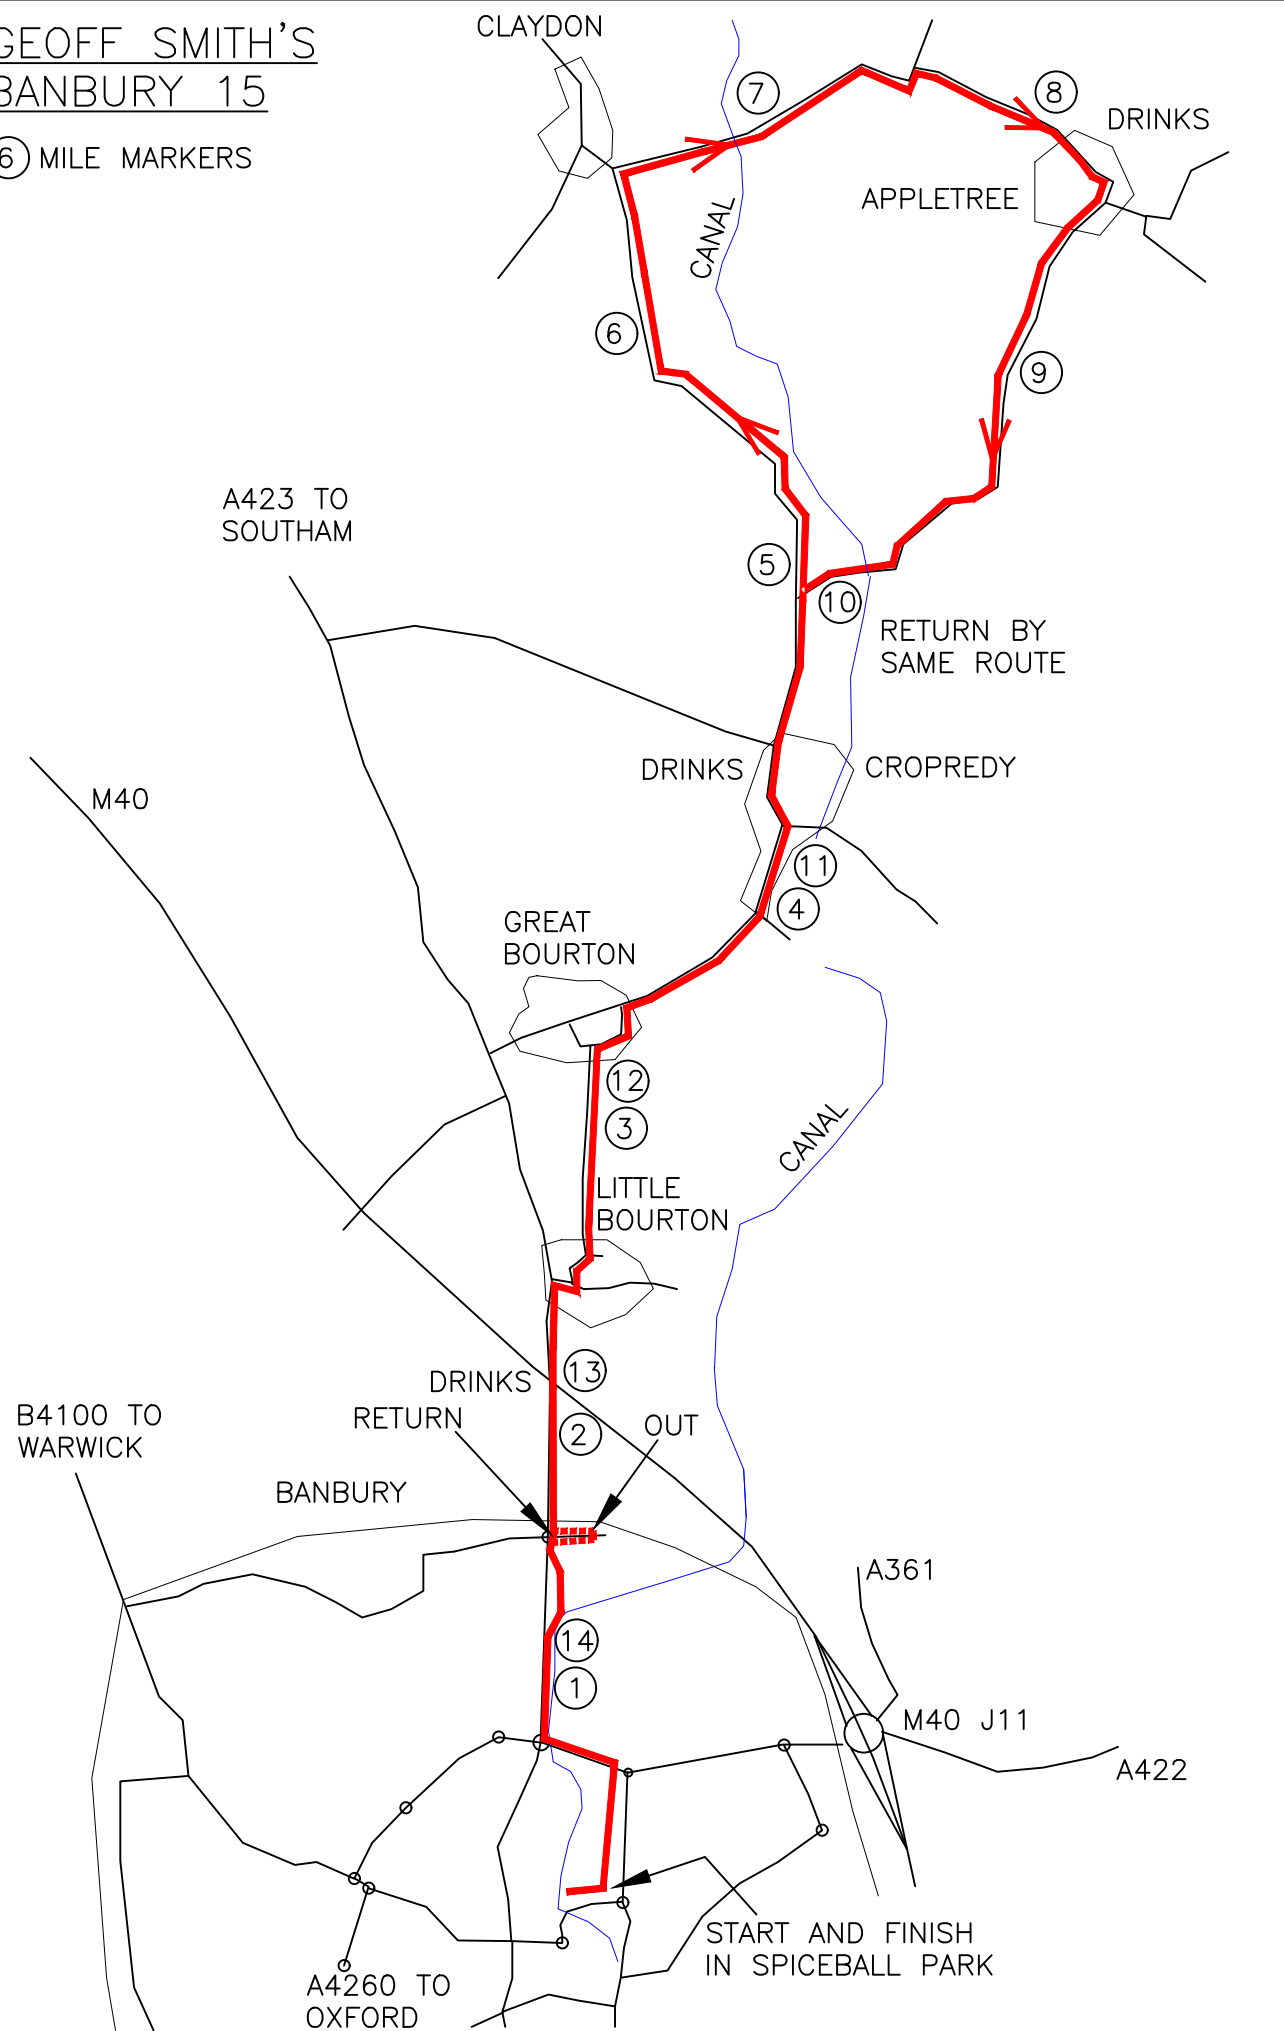 GEOFF SMITH'S
BANBURY 15
6 MILE MARKERS
CLAYDON
7
8
DRINKS
APPLETREE
CANAL
6
9
A423 TO
SOUTHAM
5
10
RETURN BY
SAME ROUTE
DRINKS
CROPREDY
M40
11
4
GREAT
BOURTON
12
3
CANAL
LITTLE
BOURTON
13
DRINKS
2
RETURN
OUT
B4100 TO
WARWICK
BANBURY
A361
14
1
M40 J11
A422
START AND FINISH
IN SPICEBALL PARK
A4260 TO
OXFORD